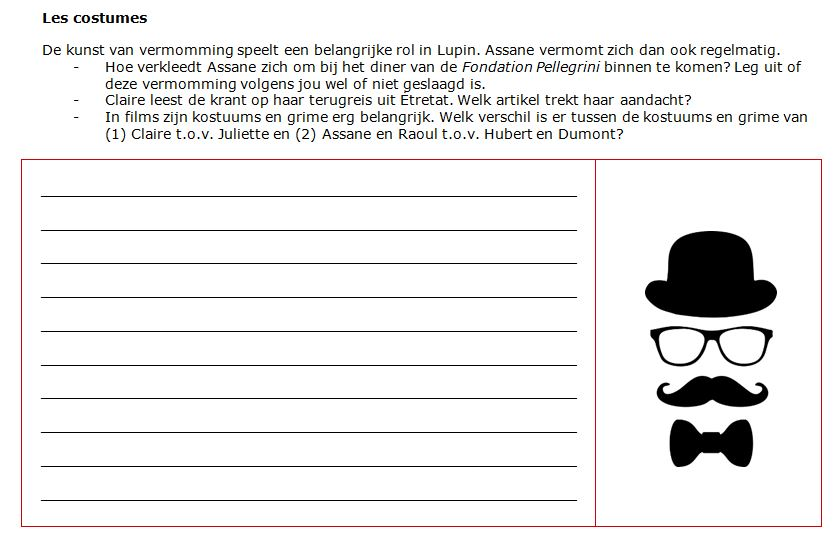 Les costumes
De kunst van vermomming speelt een belangrijke rol in Lupin. Assane vermomt zich dan ook regelmatig.
- Hoe verkleedt Assane zich om bij het diner van de Fondation Pellegrini binnen te komen? Leg uit of
deze vermomming volgens jou wel of niet geslaagd is.
- Claire leest de krant op haar terugreis uit Étretat. Welk artikel trekt haar aandacht?
- In films zijn kostuums en grime erg belangrijk. Welk verschil is er tussen de kostuums en grime van
(1) Claire t.o.v. Juliette en (2) Assane en Raoul t.o.v. Hubert en Dumont?